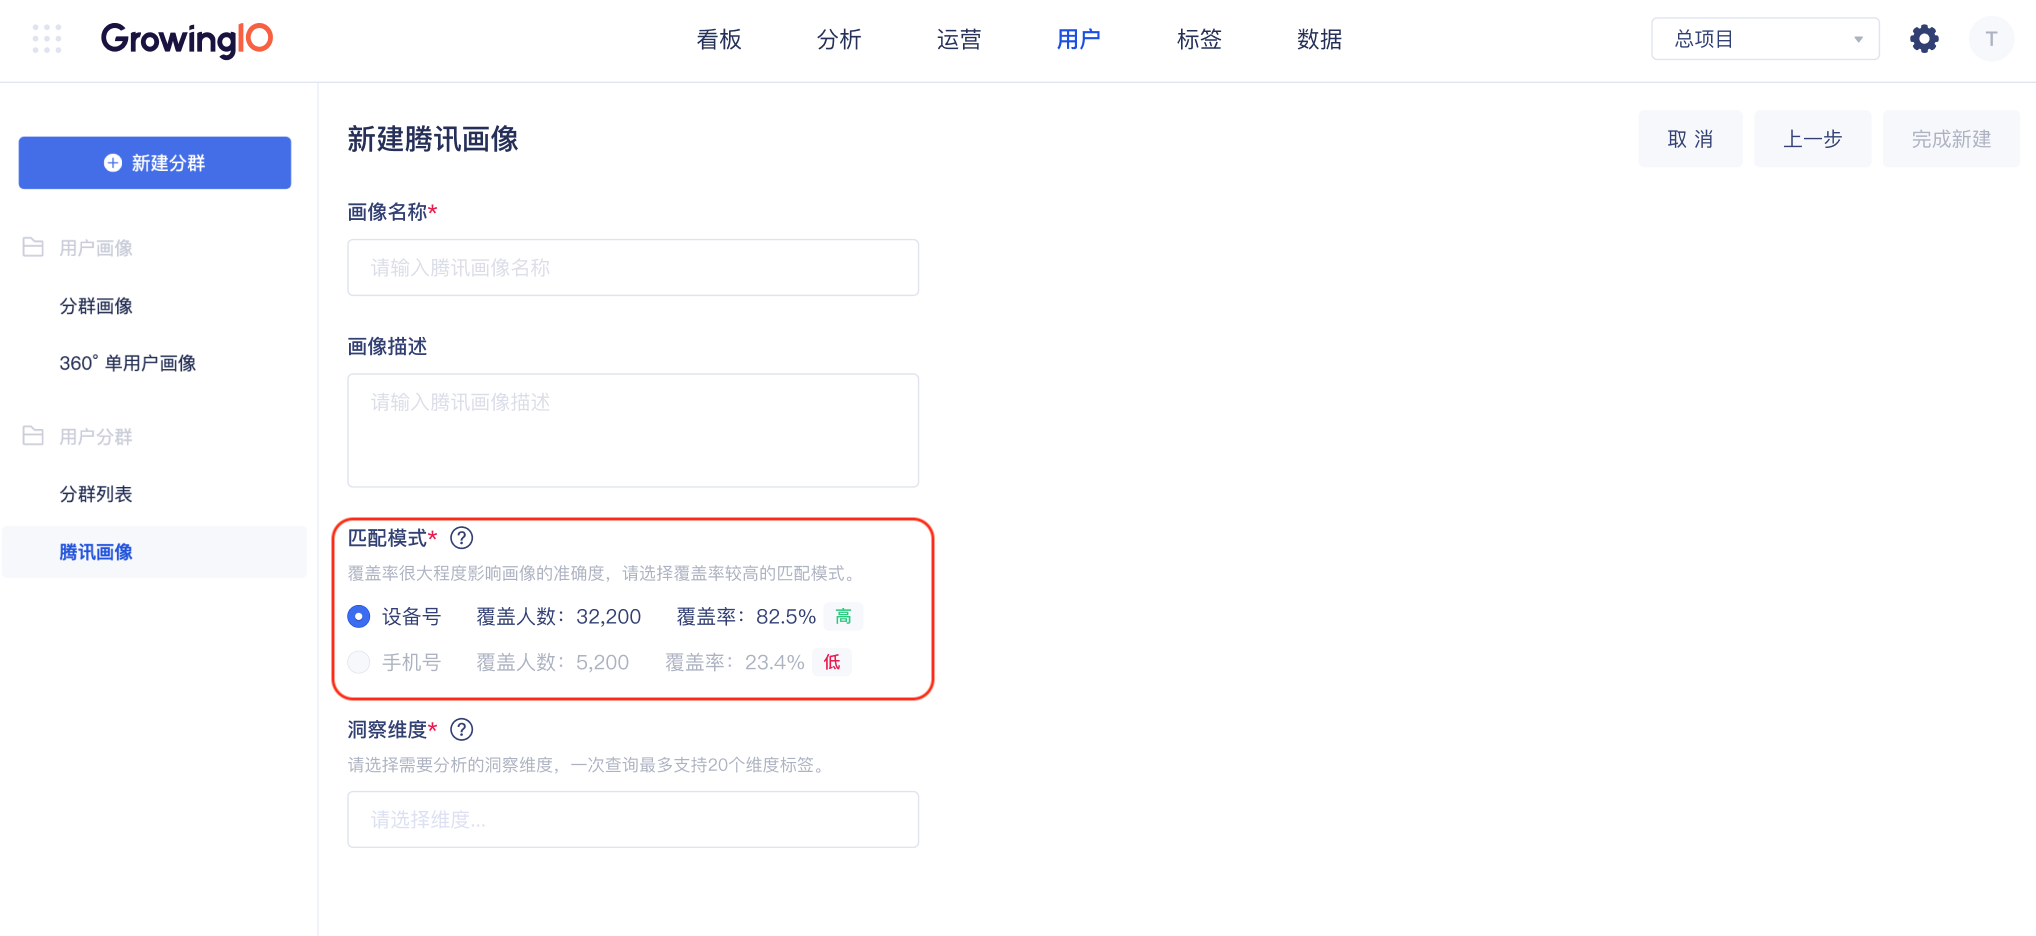 GrowingIO
看板 分析 运营 用户 标签 数据
总项目
T
新建分群
用户画像
分群画像
360° 单用户画像
用户分群
分群列表
腾讯画像
新建腾讯画像
取 消 上一步 完成新建
画像名称*
请输入腾讯画像名称
画像描述
请输入腾讯画像描述
匹配模式* ?
覆盖率很大程度影响画像的准确度，请选择覆盖率较高的匹配模式。
设备号 覆盖人数：32,200 覆盖率：82.5% 高
手机号 覆盖人数：5,200 覆盖率：23.4% 低
洞察维度* ?
请选择需要分析的洞察维度，一次查询最多支持20个维度标签。
请选择维度...